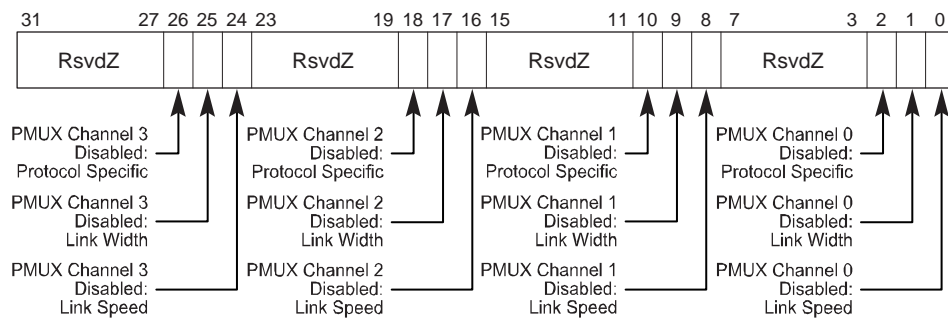 31 27 26 25 24 23 19 18 17 16 15 11 10 9 8 7 3 2 1 0
RsvdZ RsvdZ RsvdZ RsvdZ
PMUX Channel 3
Disabled:
Protocol Specific
PMUX Channel 2
Disabled:
Protocol Specific
PMUX Channel 1
Disabled:
Protocol Specific
PMUX Channel 0
Disabled:
Protocol Specific
PMUX Channel 3
Disabled:
Link Width
PMUX Channel 2
Disabled:
Link Width
PMUX Channel 1
Disabled:
Link Width
PMUX Channel 0
Disabled:
Link Width
PMUX Channel 3
Disabled:
Link Speed
PMUX Channel 2
Disabled:
Link Speed
PMUX Channel 1
Disabled:
Link Speed
PMUX Channel 0
Disabled:
Link Speed